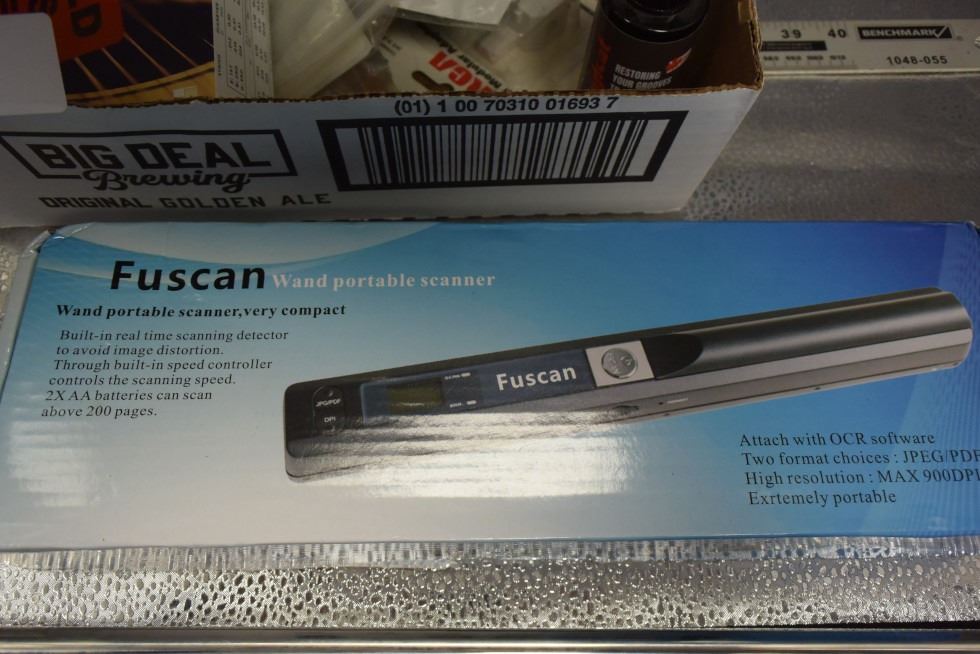 39 40 BENCHMARK
1048-055
RCA
RESTORING
YOUR GROOVES
(01) 1 00 70310 01693 7
BIG DEAL
Brewing
ORIGINAL GOLDEN ALE
Fuscan Wand portable scanner
Wand portable scanner,very compact
Built-in real time scanning detector
to avoid image distortion.
Through built-in speed controller
controls the scanning speed.
2X AA batteries can scan
above 200 pages.
JPG/PDF
DPI
Fuscan
Attach with OCR software
Two format choices : JPEG/PDF
High resolution : MAX 900DPI
Exrtemely portable